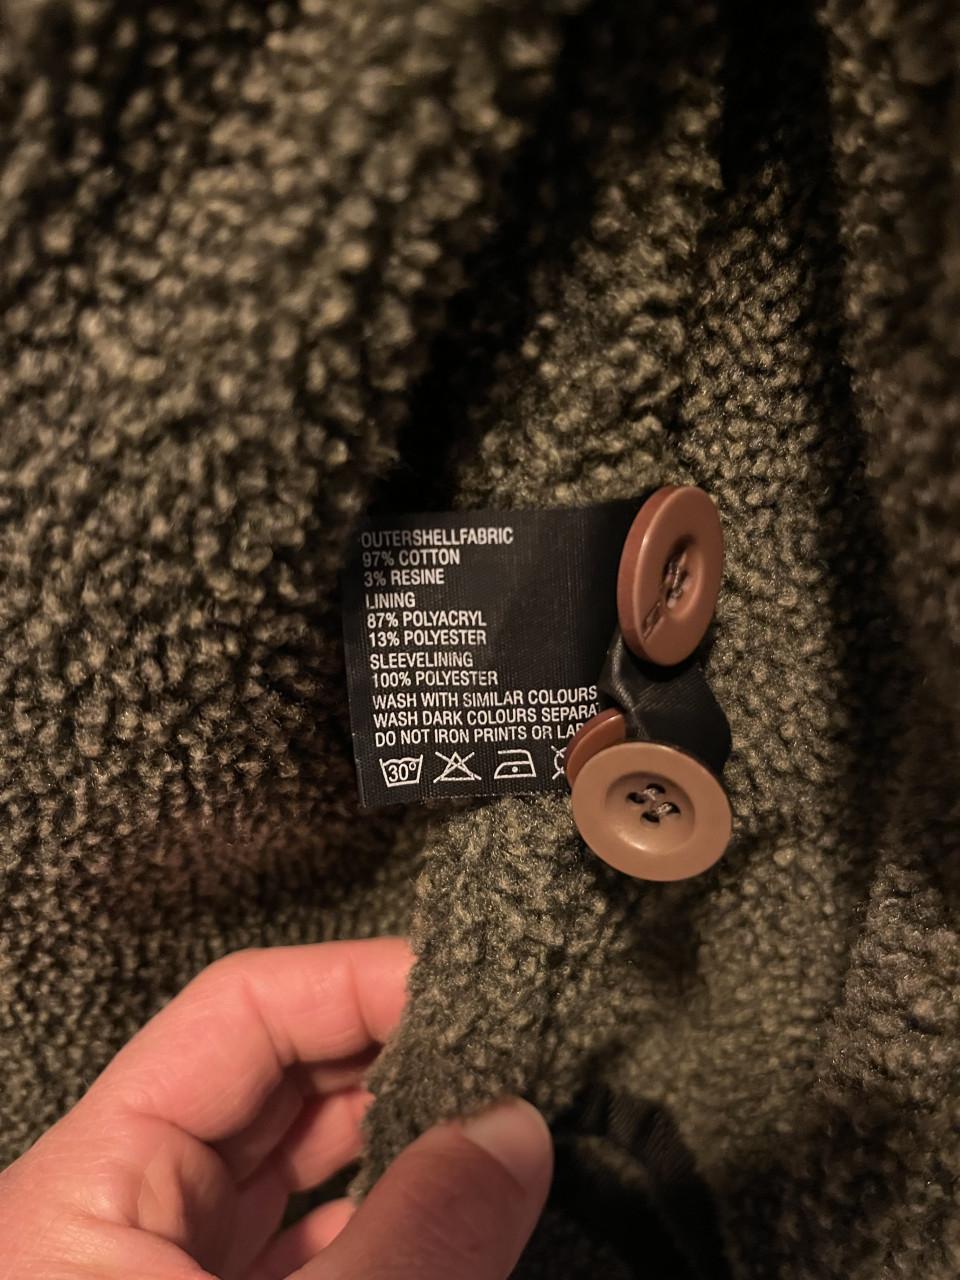 OUTERSHELLFABRIC
97% COTTON
3% RESINE
LINING
87% POLYACRYL
13% POLYESTER
SLEEVELINING
100% POLYESTER
WASH WITH SIMILAR COLOURS
WASH DARK COLOURS
DO NOT IRON PRINTS OR
30°